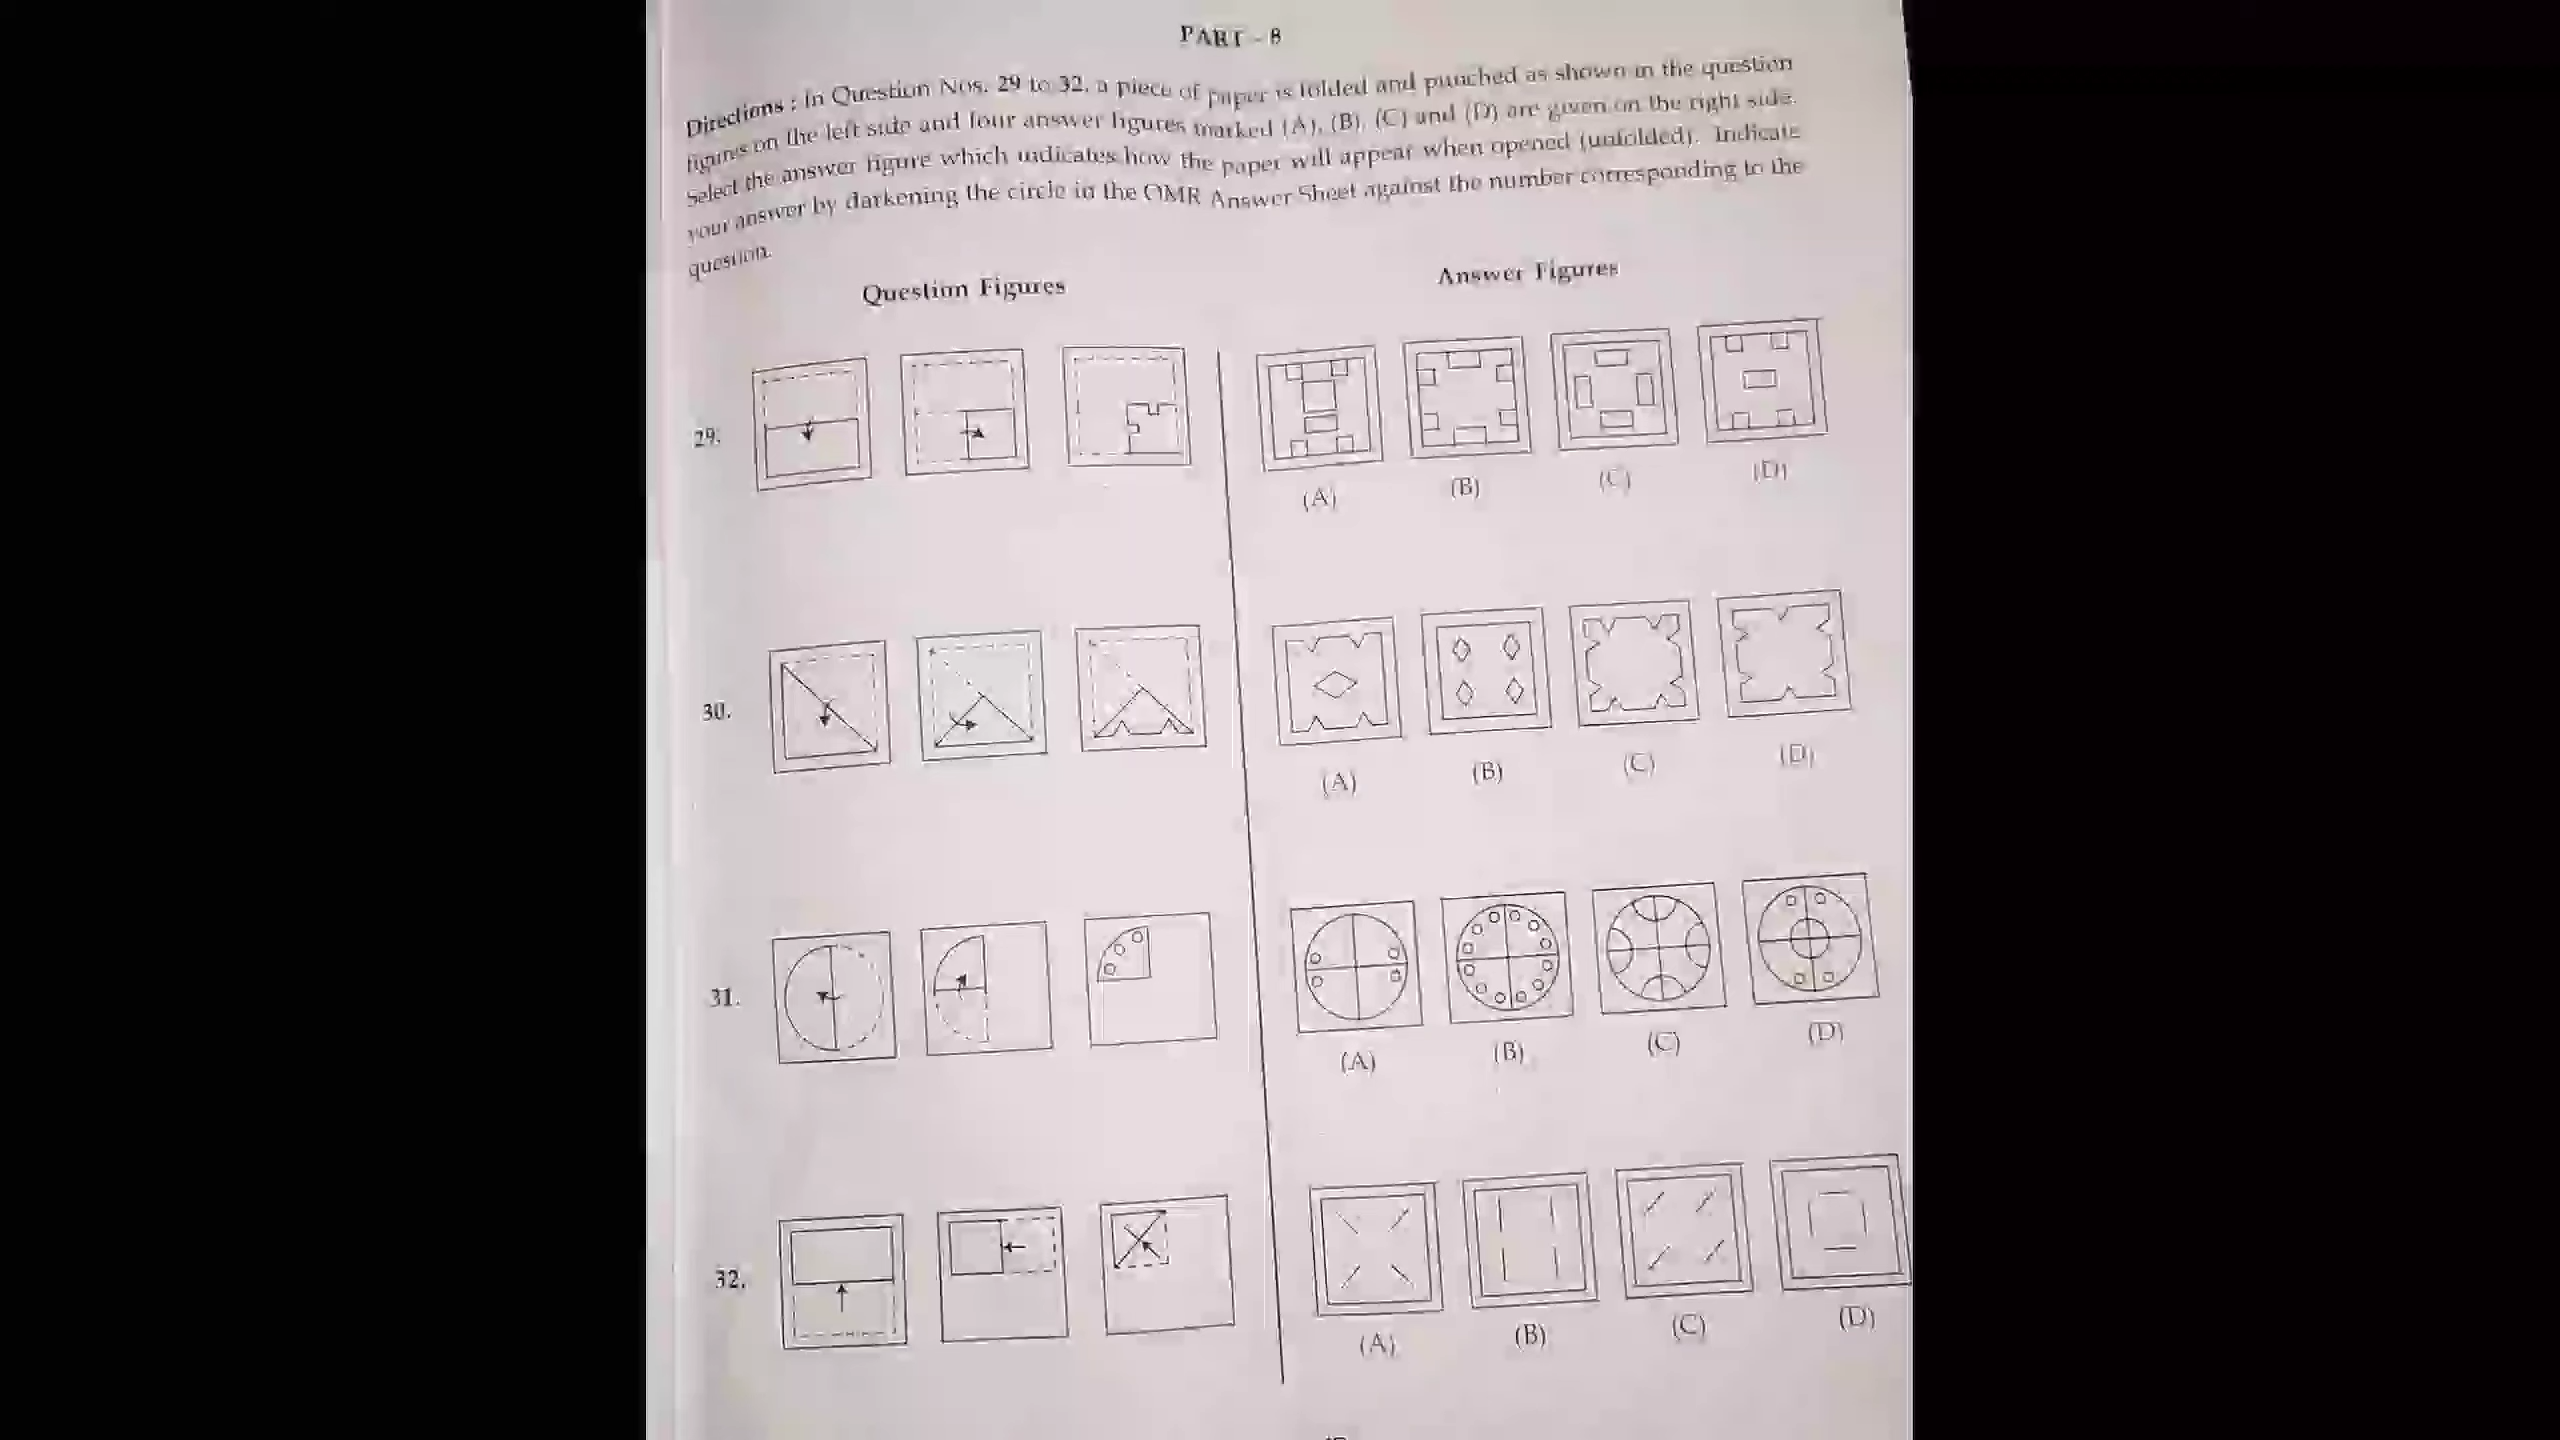 PART - 8
Directions : In Question Nos. 29 to 32, a piece of paper is folded and punched as shown in the question
figures on the left side and four answer figures marked (A), (B), (C) and (D) are given on the right side.
Select the answer figure which indicates how the paper will appear when opened (unfolded). Indicate
your answer by darkening the circle in the OMR Answer Sheet against the number corresponding to the
question.
Question Figures
Answer Figures
29.
(A) (B) (C) (D)
30.
(A) (B) (C) (D)
31.
(A) (B) (C) (D)
32.
(A) (B) (C) (D)